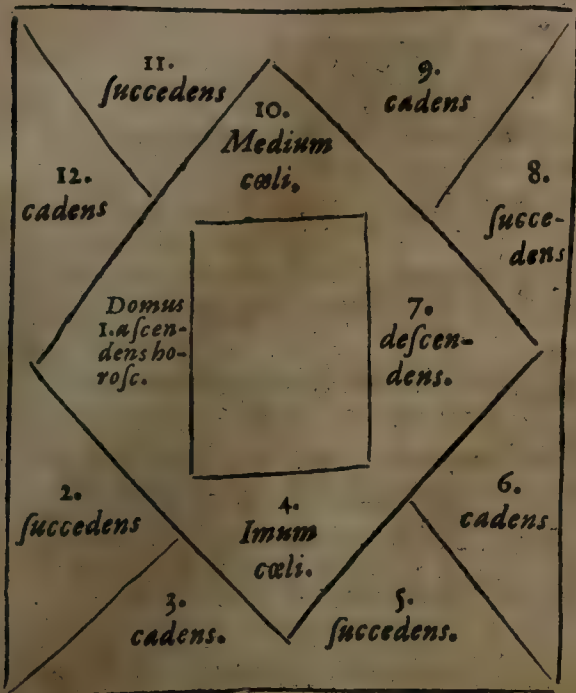 11.
ſuccedens
10.
Medium
cœli.
9.
cadens
12.
cadens
8.
ſucce-
dens
Domus
1. aſcen-
dens ho-
roſc.
7.
deſcen-
dens.
2.
ſuccedens
4.
Imum
cœli.
6.
cadens
3.
cadens.
5.
ſuccedens.